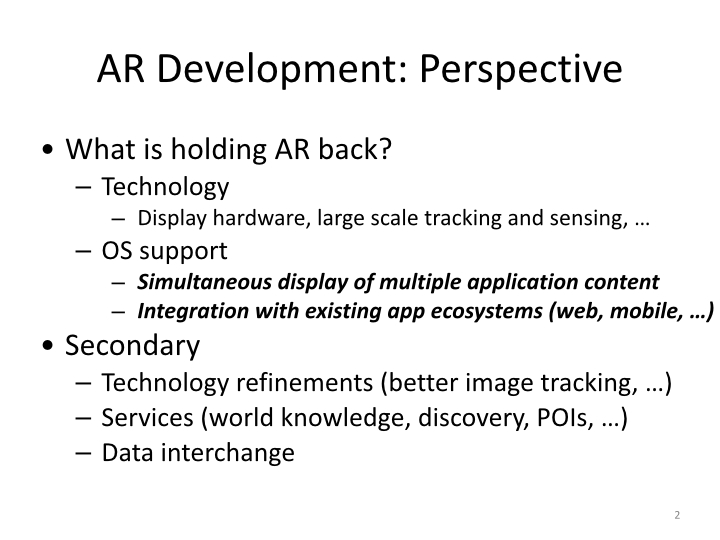 AR Development: Perspective
• What is holding AR back?
– Technology
– Display hardware, large scale tracking and sensing, …
– OS support
– Simultaneous display of multiple application content
– Integration with existing app ecosystems (web, mobile, …)
• Secondary
– Technology refinements (better image tracking, …)
– Services (world knowledge, discovery, POIs, …)
– Data interchange
2